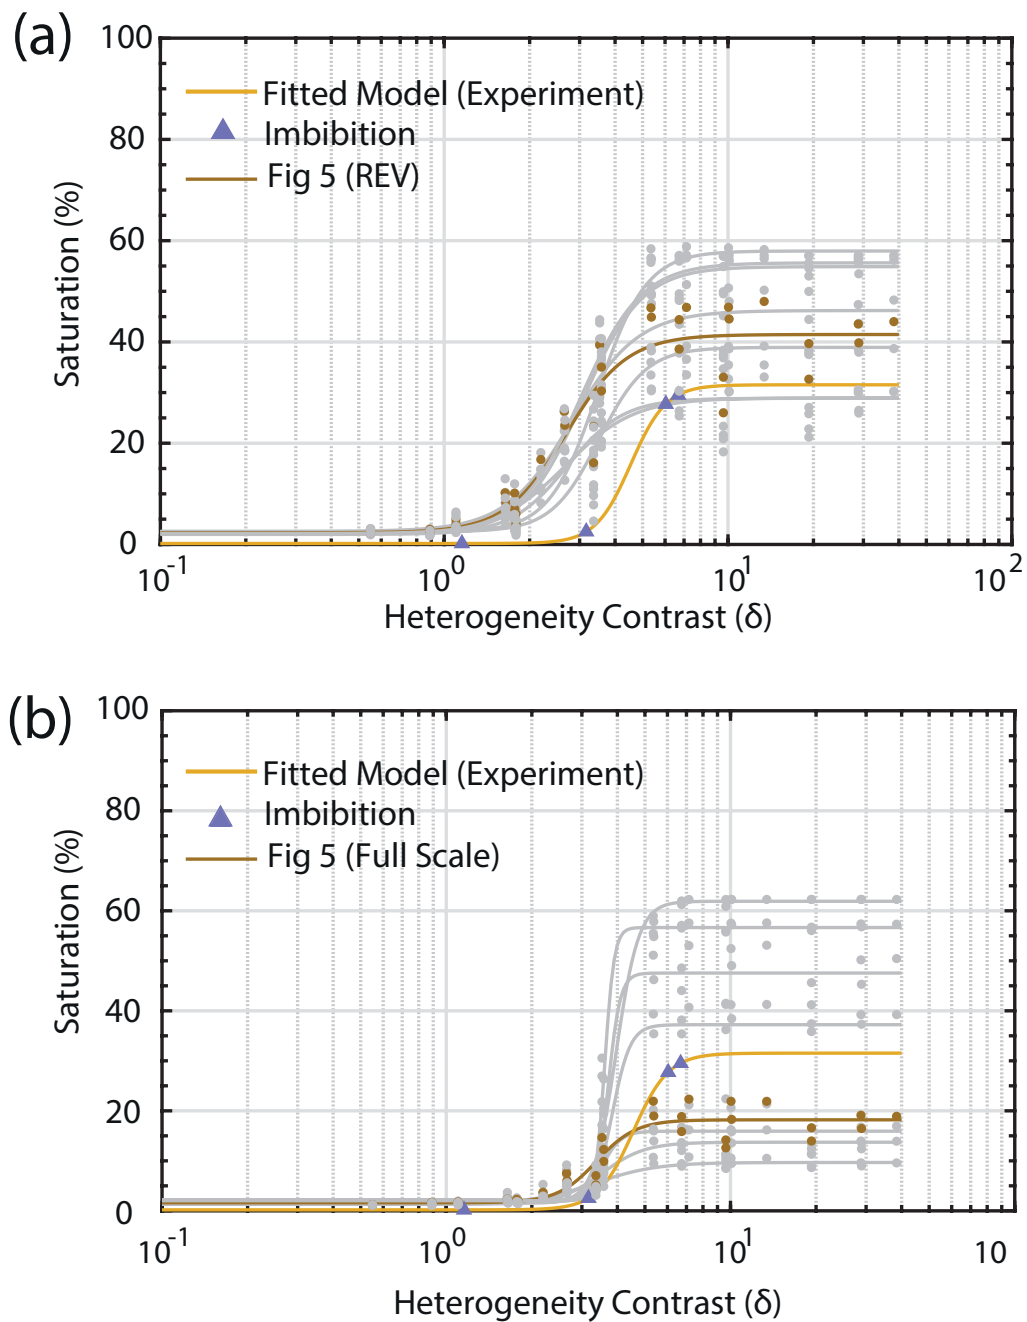 (a)
100
80
60
40
20
0
Saturation (%)
Fitted Model (Experiment)
Imbibition
Fig 5 (REV)
10-1 100 101 102
Heterogeneity Contrast (δ)
(b)
100
80
60
40
20
0
Saturation (%)
Fitted Model (Experiment)
Imbibition
Fig 5 (Full Scale)
10-1 100 101 10
Heterogeneity Contrast (δ)